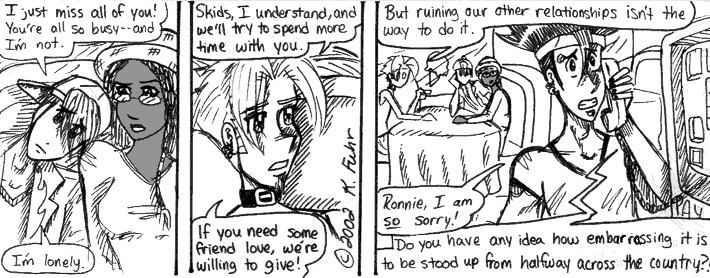 I just miss all of you!
You're all so busy--and
I'm not.
I'm lonely.
Skids, I understand, and
we'll try to spend more
time with you.
If you need some
friend love, we're
willing to give!
© 2002 K. Fuhr
But ruining our other relationships isn't the
way to do it.
Ronnie, I am
so sorry!
Do you have any idea how embarrassing it is
to be stood up from halfway across the country?!